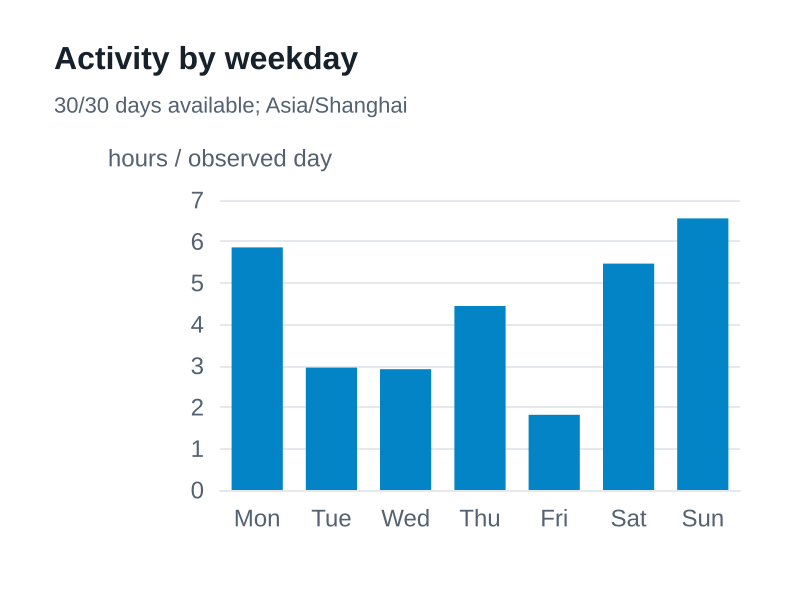 Activity by weekday
30/30 days available; Asia/Shanghai
hours / observed day
7
6
5
4
3
2
1
0
Mon Tue Wed Thu Fri Sat Sun